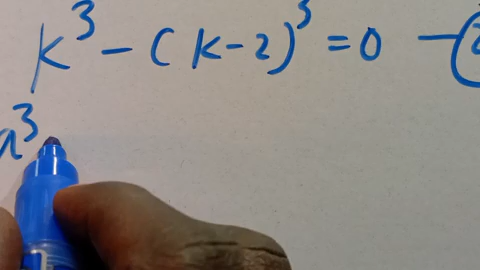 k³ - (k-2)³ = 0 —
a³